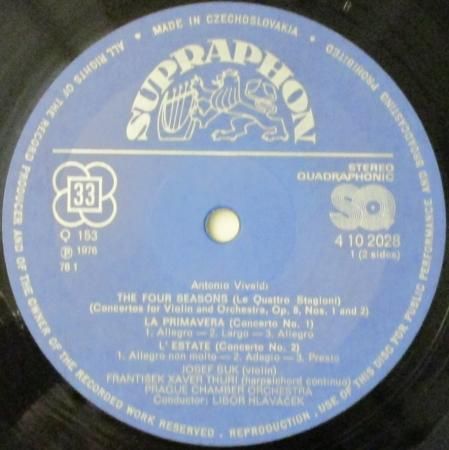 • MADE IN CZECHOSLOVAKIA •
ALL RIGHTS OF THE RECORD PRODUCER AND OF THE OWNER OF THE RECORDED WORK RESERVED . REPRODUCTION , USE OF THIS DISC FOR PUBLIC PERFORMANCE AND BROADCASTING PROHIBITED
SUPRAPHON
STEREO
QUADRAPHONIC
33
SQ
Q 153
℗ 1976
78 1
4 10 2028
1 (2 sides)
Antonio Vivaldi
THE FOUR SEASONS (Le Quattro Stagioni)
(Concertos for Violin and Orchestra, Op. 8, Nos. 1 and 2)
LA PRIMAVERA (Concerto No. 1)
1. Allegro — 2. Largo — 3. Allegro
L' ESTATE (Concerto No. 2)
1. Allegro non molto — 2. Adagio — 3. Presto
JOSEF SUK (violin)
FRANTIŠEK XAVER THURI (harpsichord continuo)
PRAGUE CHAMBER ORCHESTRA
Conductor: LIBOR HLAVÁČEK